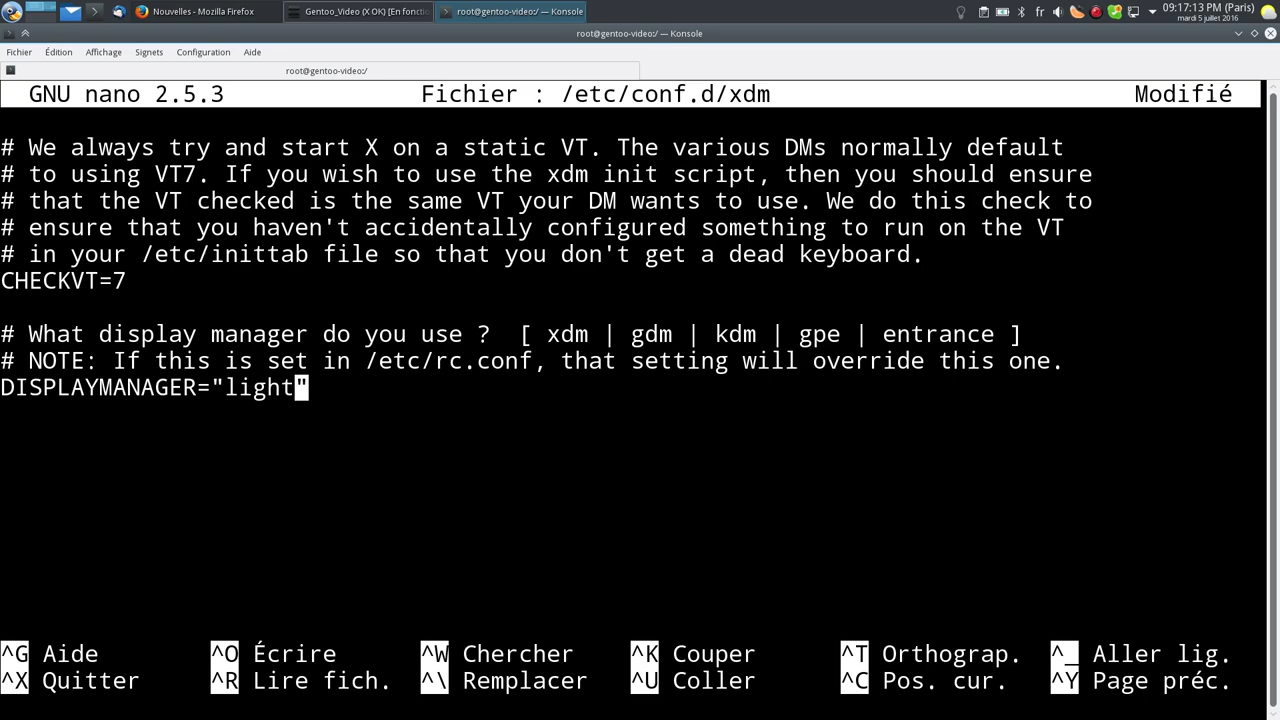 Nouvelles - Mozilla Firefox
Gentoo_Video (X OK) [En foncti
root@gentoo-video:/ — Konsole
fr
09:17:13 PM (Paris)
mardi 5 juillet 2016
root@gentoo-video:/ — Konsole
Fichier Édition Affichage Signets Configuration Aide
root@gentoo-video:/
GNU nano 2.5.3 Fichier : /etc/conf.d/xdm Modifié
# We always try and start X on a static VT. The various DMs normally default
# to using VT7. If you wish to use the xdm init script, then you should ensure
# that the VT checked is the same VT your DM wants to use. We do this check to
# ensure that you haven't accidentally configured something to run on the VT
# in your /etc/inittab file so that you don't get a dead keyboard.
CHECKVT=7
# What display manager do you use ? [ xdm | gdm | kdm | gpe | entrance ]
# NOTE: If this is set in /etc/rc.conf, that setting will override this one.
DISPLAYMANAGER="light"
^G Aide ^O Écrire ^W Chercher ^K Couper ^T Orthograp. ^_ Aller lig.
^X Quitter ^R Lire fich. ^\ Remplacer ^U Coller ^C Pos. cur. ^Y Page préc.